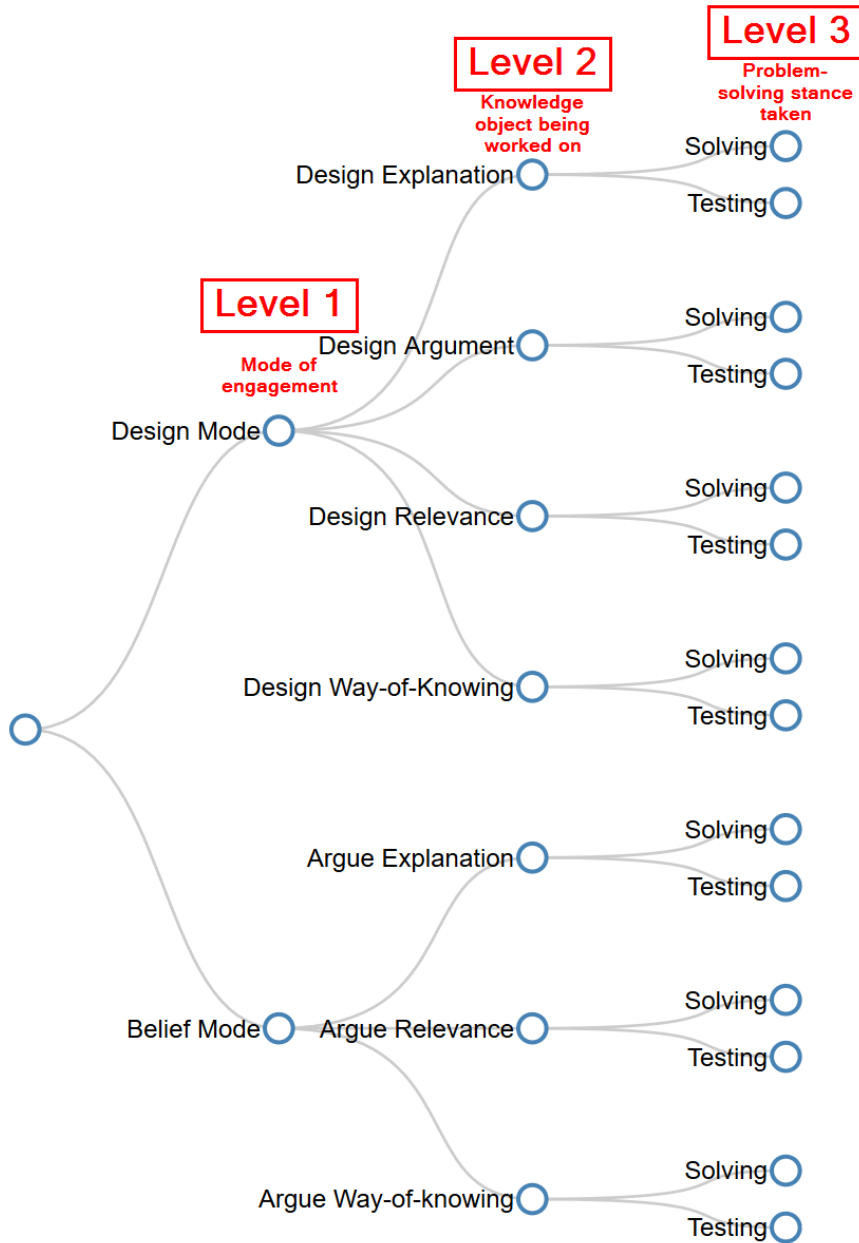 Level 3
Problem-
solving stance
taken
Level 2
Knowledge
object being
worked on
Solving
Design Explanation
Testing
Level 1
Solving
Design Argument
Mode of
engagement
Testing
Design Mode
Solving
Design Relevance
Testing
Solving
Design Way-of-Knowing
Testing
Solving
Argue Explanation
Testing
Solving
Belief Mode
Argue Relevance
Testing
Solving
Argue Way-of-knowing
Testing